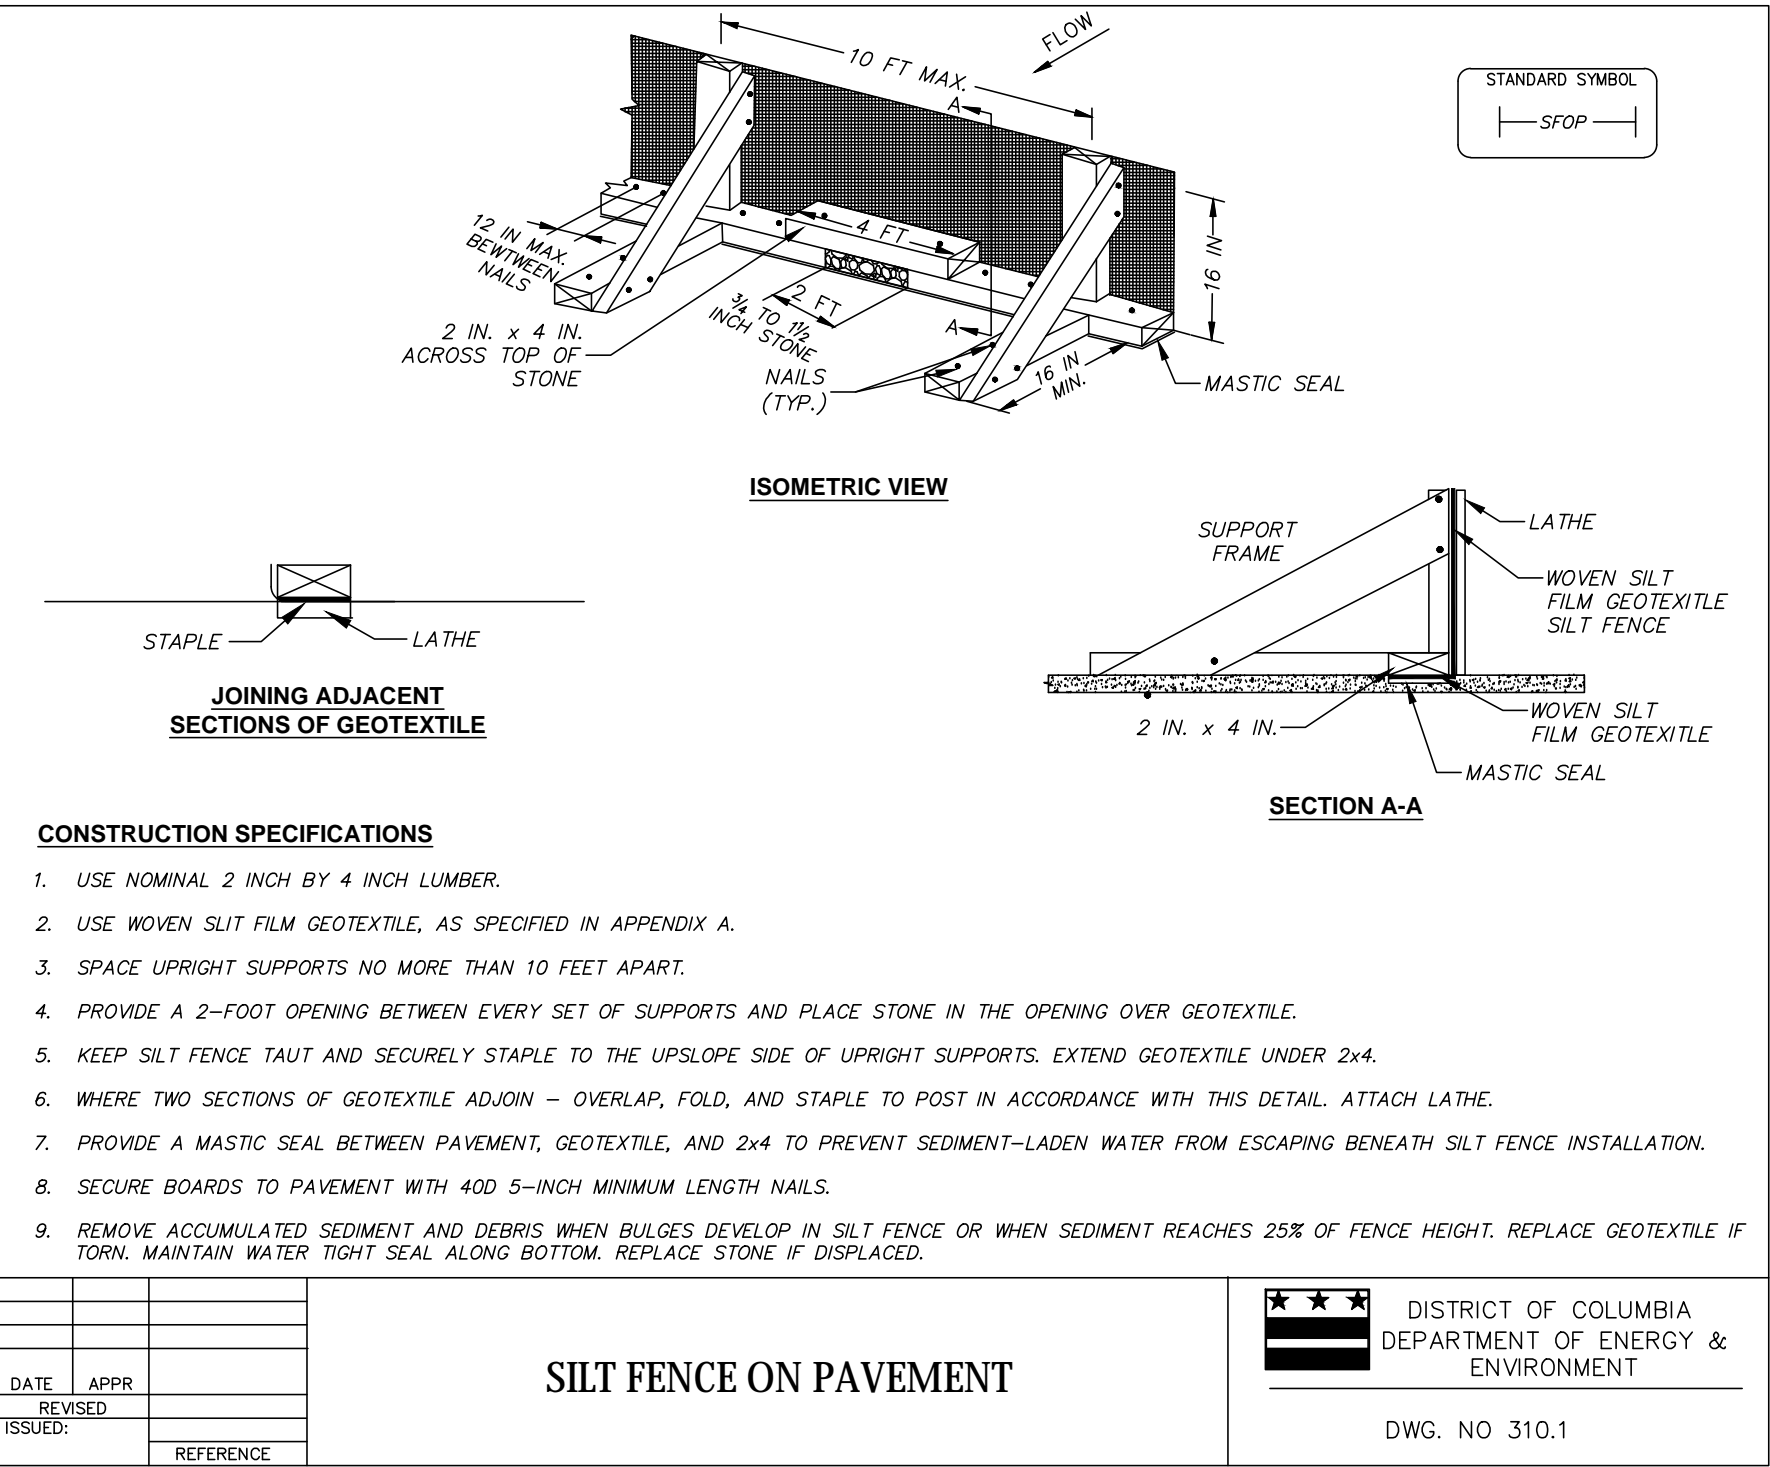 10 FT MAX.
FLOW
A
STANDARD SYMBOL
SFOP
12 IN MAX.
BEWTWEEN
NAILS
4 FT
16 IN
2 FT
3/4 TO 1 1/2
INCH STONE
A
2 IN. x 4 IN.
ACROSS TOP OF
STONE
NAILS
(TYP.)
16 IN
MIN.
MASTIC SEAL
ISOMETRIC VIEW
STAPLE
LATHE
JOINING ADJACENT
SECTIONS OF GEOTEXTILE
SUPPORT
FRAME
LATHE
WOVEN SILT
FILM GEOTEXITLE
SILT FENCE
2 IN. x 4 IN.
WOVEN SILT
FILM GEOTEXITLE
MASTIC SEAL
SECTION A-A
CONSTRUCTION SPECIFICATIONS
1. USE NOMINAL 2 INCH BY 4 INCH LUMBER.
2. USE WOVEN SLIT FILM GEOTEXTILE, AS SPECIFIED IN APPENDIX A.
3. SPACE UPRIGHT SUPPORTS NO MORE THAN 10 FEET APART.
4. PROVIDE A 2–FOOT OPENING BETWEEN EVERY SET OF SUPPORTS AND PLACE STONE IN THE OPENING OVER GEOTEXTILE.
5. KEEP SILT FENCE TAUT AND SECURELY STAPLE TO THE UPSLOPE SIDE OF UPRIGHT SUPPORTS. EXTEND GEOTEXTILE UNDER 2x4.
6. WHERE TWO SECTIONS OF GEOTEXTILE ADJOIN – OVERLAP, FOLD, AND STAPLE TO POST IN ACCORDANCE WITH THIS DETAIL. ATTACH LATHE.
7. PROVIDE A MASTIC SEAL BETWEEN PAVEMENT, GEOTEXTILE, AND 2x4 TO PREVENT SEDIMENT–LADEN WATER FROM ESCAPING BENEATH SILT FENCE INSTALLATION.
8. SECURE BOARDS TO PAVEMENT WITH 40D 5–INCH MINIMUM LENGTH NAILS.
9. REMOVE ACCUMULATED SEDIMENT AND DEBRIS WHEN BULGES DEVELOP IN SILT FENCE OR WHEN SEDIMENT REACHES 25% OF FENCE HEIGHT. REPLACE GEOTEXTILE IF
TORN. MAINTAIN WATER TIGHT SEAL ALONG BOTTOM. REPLACE STONE IF DISPLACED.
DATE APPR
REVISED
ISSUED:
REFERENCE
SILT FENCE ON PAVEMENT
DISTRICT OF COLUMBIA
DEPARTMENT OF ENERGY &
ENVIRONMENT
DWG. NO 310.1